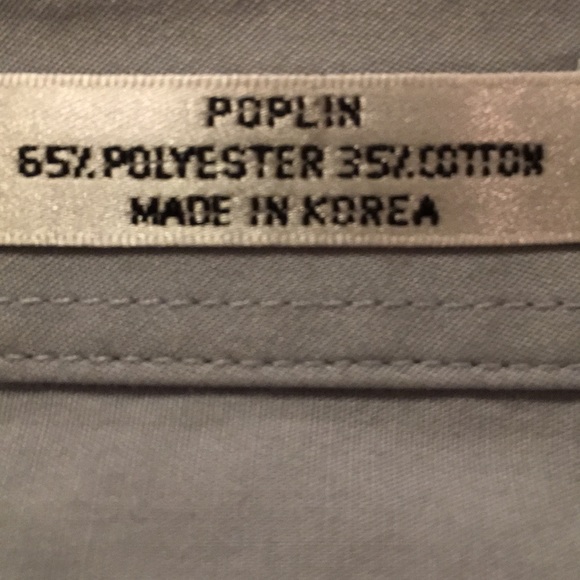 POPLIN
65% POLYESTER 35% COTTON
MADE IN KOREA